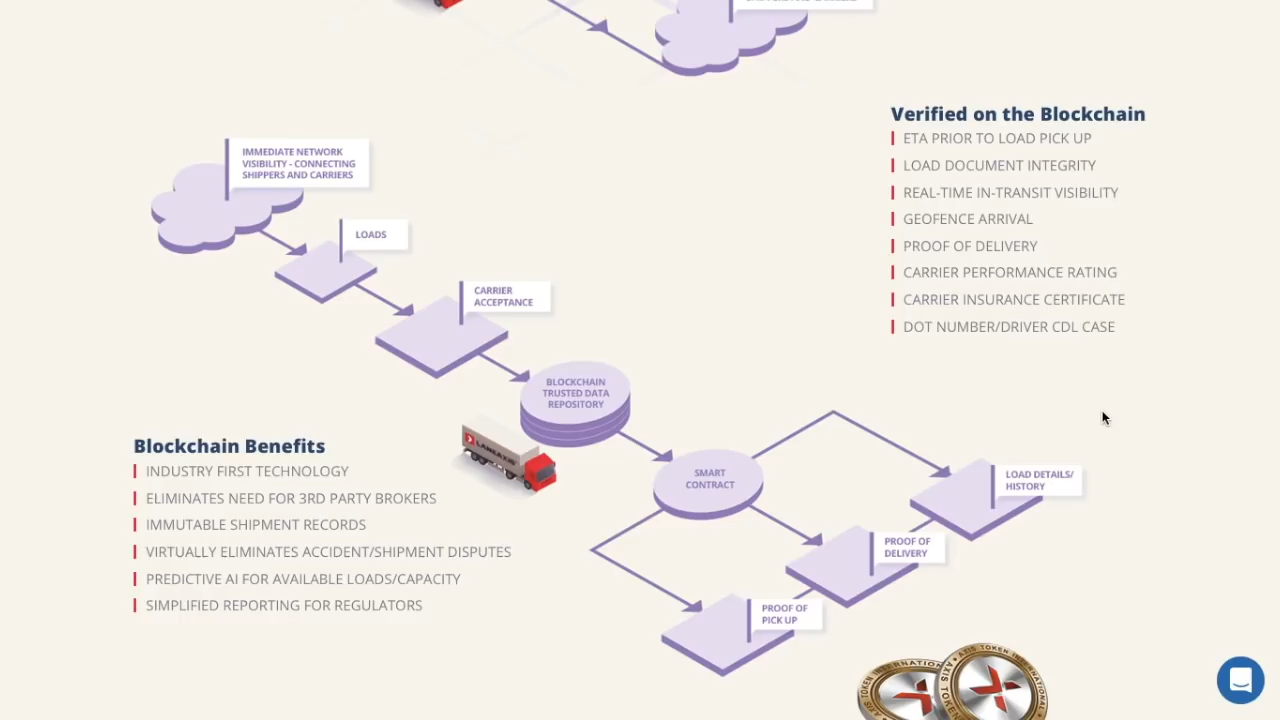 Verified on the Blockchain
ETA PRIOR TO LOAD PICK UP
LOAD DOCUMENT INTEGRITY
REAL-TIME IN-TRANSIT VISIBILITY
GEOFENCE ARRIVAL
PROOF OF DELIVERY
CARRIER PERFORMANCE RATING
CARRIER INSURANCE CERTIFICATE
DOT NUMBER/DRIVER CDL CASE
IMMEDIATE NETWORK
VISIBILITY - CONNECTING
SHIPPERS AND CARRIERS
LOADS
CARRIER
ACCEPTANCE
BLOCKCHAIN
TRUSTED DATA
REPOSITORY
SMART
CONTRACT
LOAD DETAILS/
HISTORY
PROOF OF
DELIVERY
PROOF OF
PICK UP
Blockchain Benefits
INDUSTRY FIRST TECHNOLOGY
ELIMINATES NEED FOR 3RD PARTY BROKERS
IMMUTABLE SHIPMENT RECORDS
VIRTUALLY ELIMINATES ACCIDENT/SHIPMENT DISPUTES
PREDICTIVE AI FOR AVAILABLE LOADS/CAPACITY
SIMPLIFIED REPORTING FOR REGULATORS
AXIS TOKEN